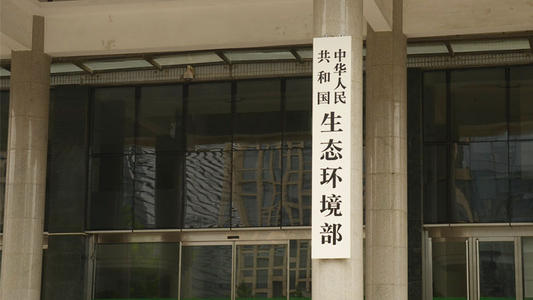 中华人民
共和国
生态环境部